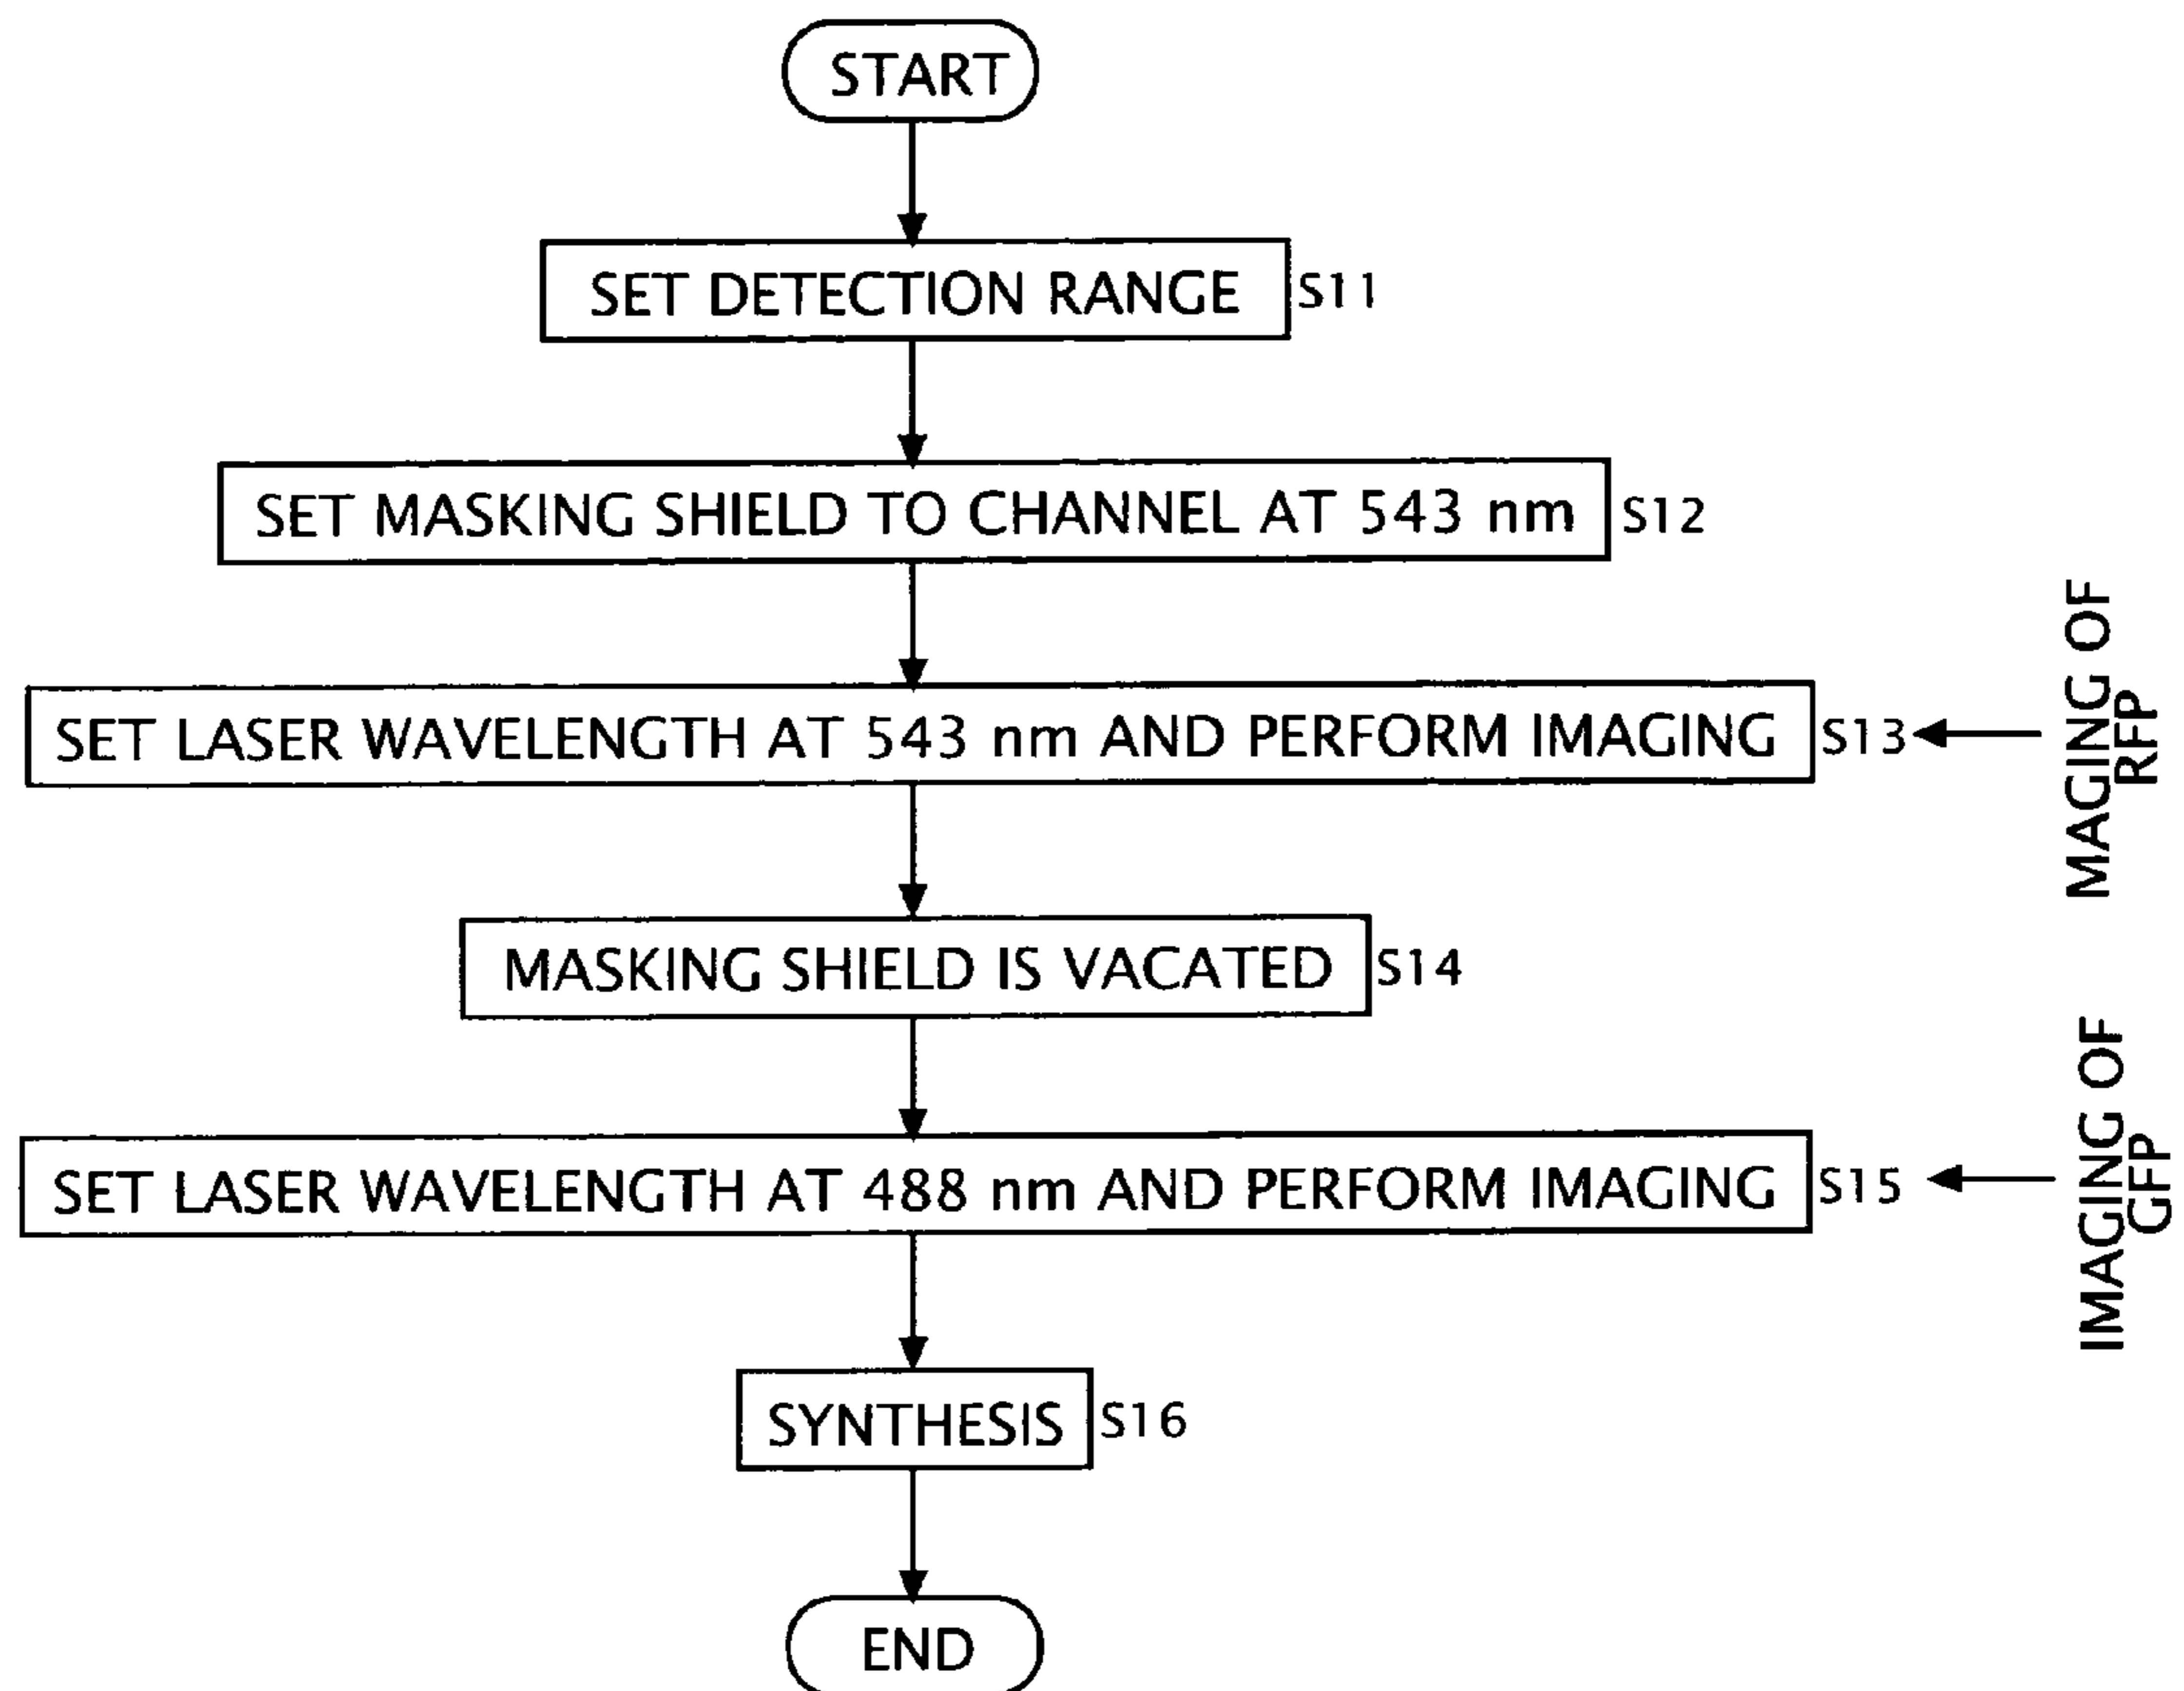 START
SET DETECTION RANGE
S11
SET MASKING SHIELD TO CHANNEL AT 543 nm
S12
SET LASER WAVELENGTH AT 543 nm AND PERFORM IMAGING
S13
MAGING OF
RFP
MASKING SHIELD IS VACATED
S14
SET LASER WAVELENGTH AT 488 nm AND PERFORM IMAGING
S15
IMAGING OF
GFP
SYNTHESIS
S16
END